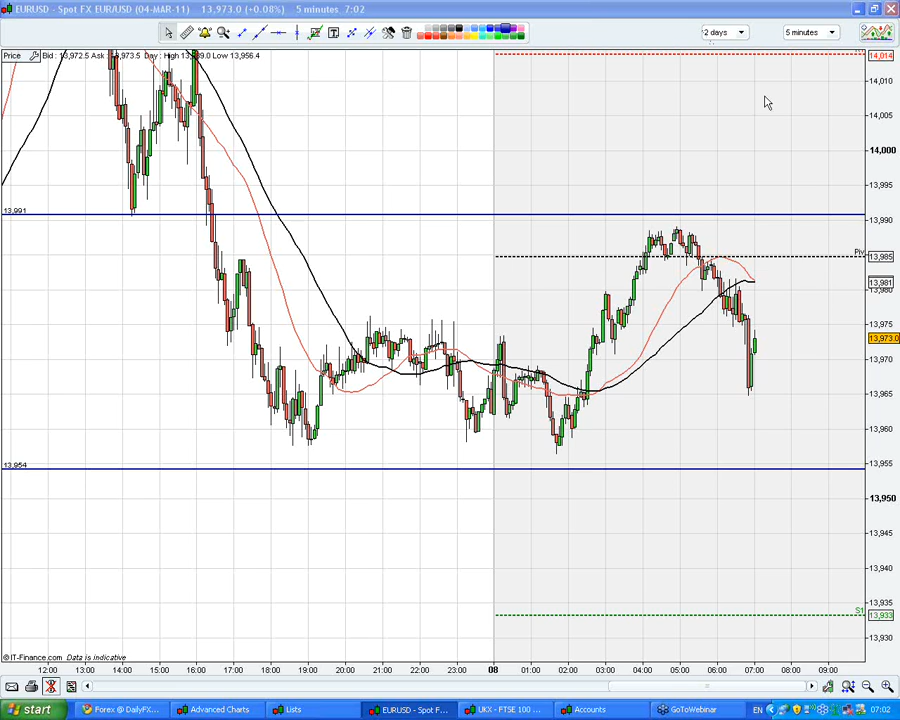 EURUSD - Spot FX EUR/USD (04-MAR-11)   13,973.0 (+0.08%)   5 minutes   7:02
2 days
5 minutes
Price
Bid: 13,972.5 Ask: 13,973.5 Day: High 13,989.0 Low 13,956.4
14,014
14,010
14,005
14,000
13,995
13,991
13,990
Piv
13,985
13,981
13,980
13,975
13,973.0
13,970
13,965
13,960
13,954
13,955
13,950
13,945
13,940
13,935
S1
13,933
13,930
© IT-Finance.com Data is indicative
12:00 13:00 14:00 15:00 16:00 17:00 18:00 19:00 20:00 21:00 22:00 23:00 08 01:00 02:00 03:00 04:00 05:00 06:00 07:00 08:00 09:00
start
Forex @ DailyFX...
Advanced Charts
Lists
EURUSD - Spot F...
UKX - FTSE 100 ...
Accounts
GoToWebinar
EN
07:02